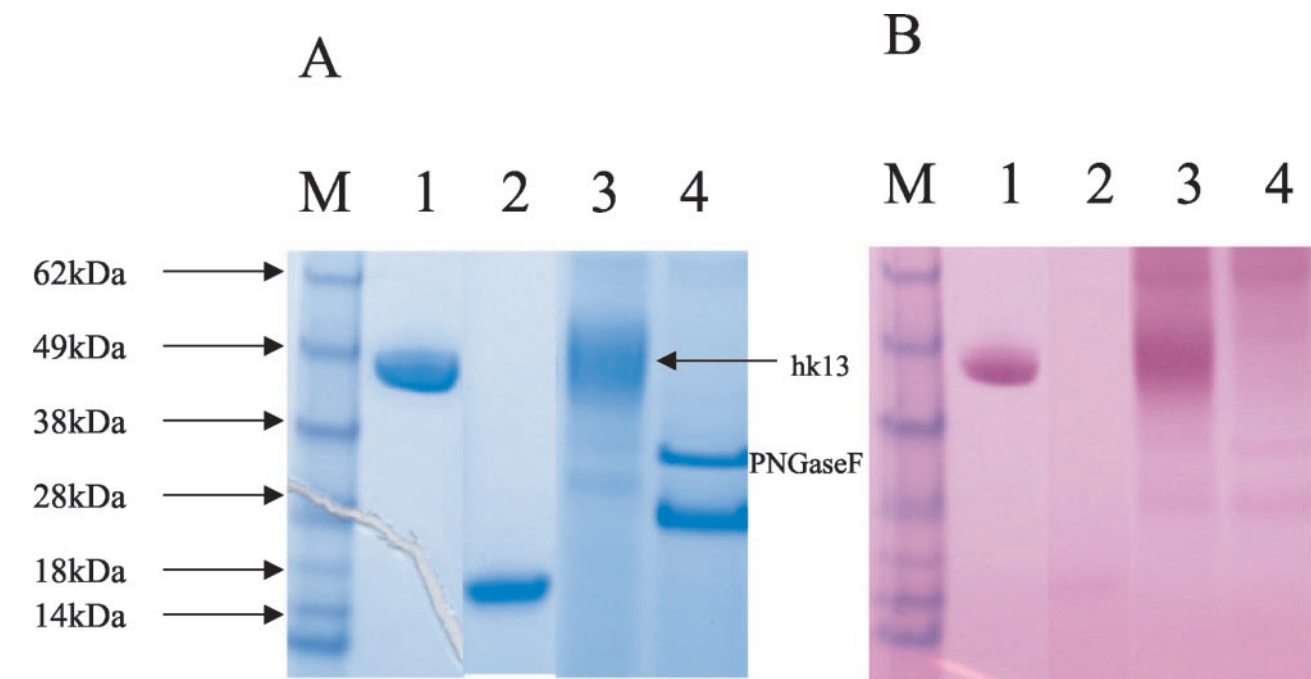 A
B
M 1 2 3 4
M 1 2 3 4
62kDa
49kDa
hk13
38kDa
PNGaseF
28kDa
18kDa
14kDa